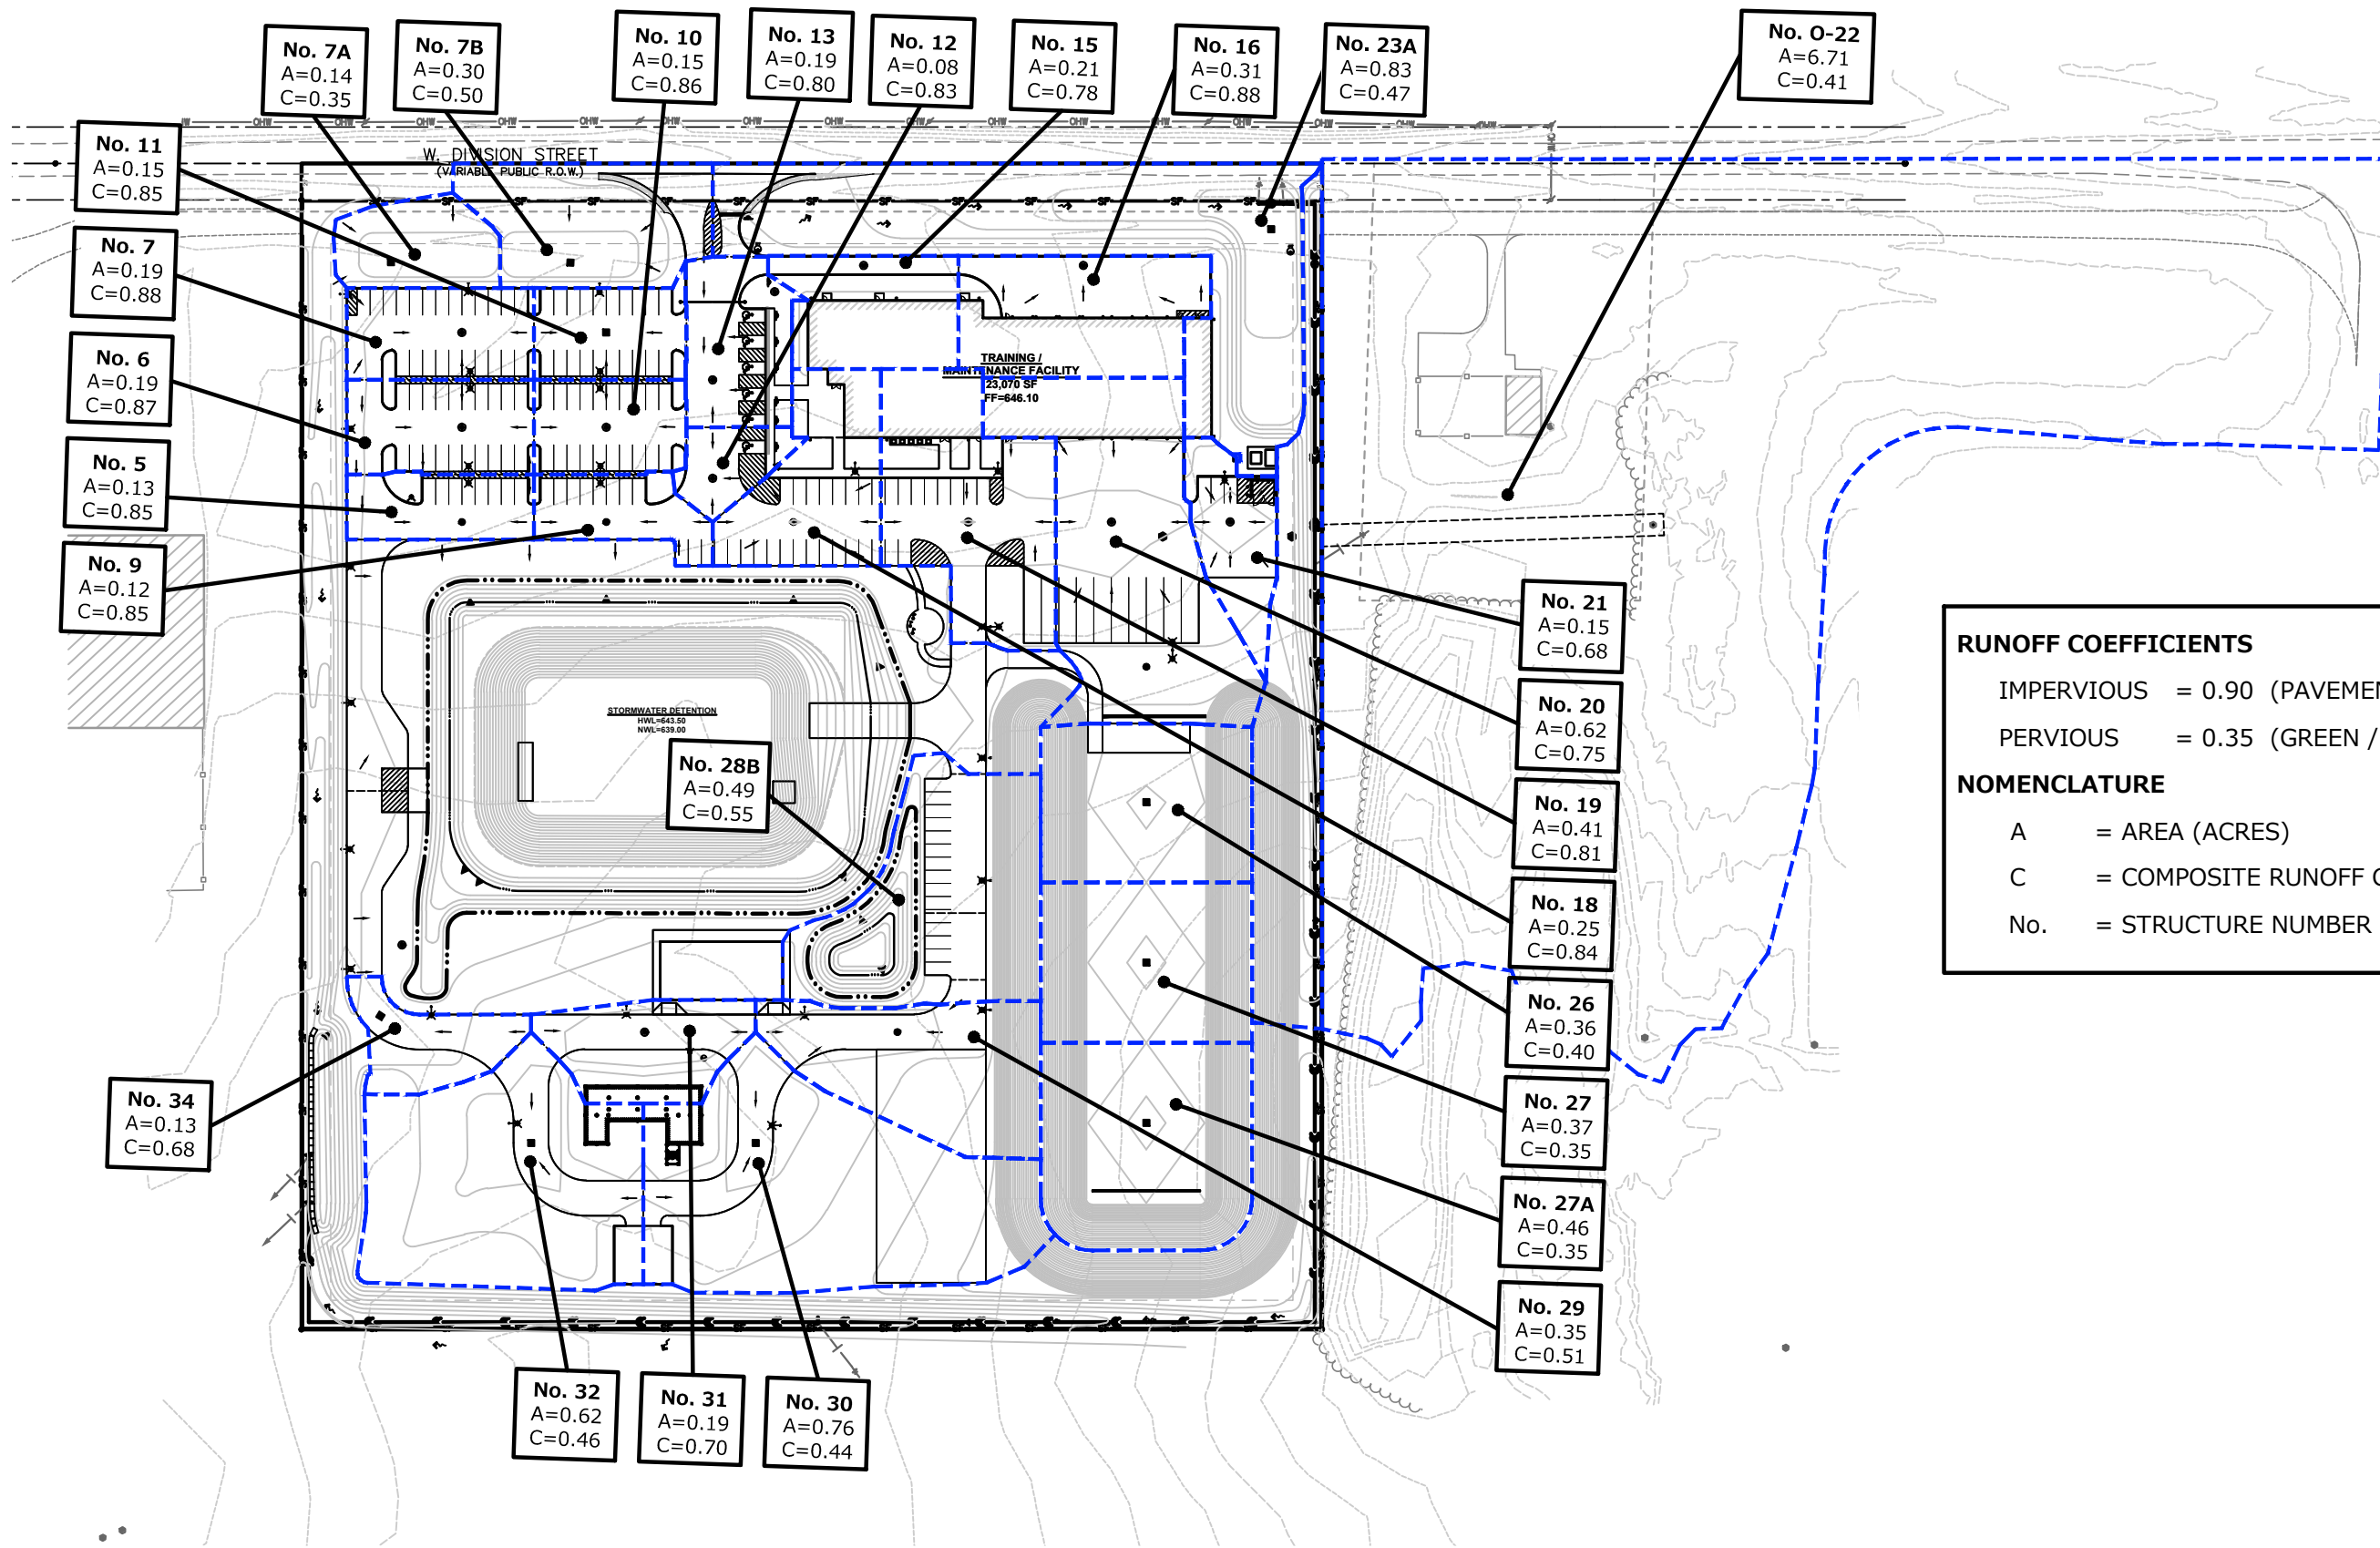 No. 7A
A=0.14
C=0.35
No. 7B
A=0.30
C=0.50
No. 10
A=0.15
C=0.86
No. 13
A=0.19
C=0.80
No. 12
A=0.08
C=0.83
No. 15
A=0.21
C=0.78
No. 16
A=0.31
C=0.88
No. 23A
A=0.83
C=0.47
No. O-22
A=6.71
C=0.41
No. 11
A=0.15
C=0.85
No. 7
A=0.19
C=0.88
No. 6
A=0.19
C=0.87
No. 5
A=0.13
C=0.85
No. 9
A=0.12
C=0.85
W. DIVISION STREET
(VARIABLE PUBLIC R.O.W.)
TRAINING /
MAINTENANCE FACILITY
23,070 SF
FF=646.10
STORMWATER DETENTION
HWL=643.50
NWL=639.00
No. 28B
A=0.49
C=0.55
No. 21
A=0.15
C=0.68
No. 20
A=0.62
C=0.75
No. 19
A=0.41
C=0.81
No. 18
A=0.25
C=0.84
No. 26
A=0.36
C=0.40
No. 27
A=0.37
C=0.35
No. 27A
A=0.46
C=0.35
No. 29
A=0.35
C=0.51
No. 34
A=0.13
C=0.68
No. 32
A=0.62
C=0.46
No. 31
A=0.19
C=0.70
No. 30
A=0.76
C=0.44
RUNOFF COEFFICIENTS
IMPERVIOUS = 0.90 (PAVEMEN
PERVIOUS = 0.35 (GREEN /
NOMENCLATURE
A = AREA (ACRES)
C = COMPOSITE RUNOFF C
No. = STRUCTURE NUMBER